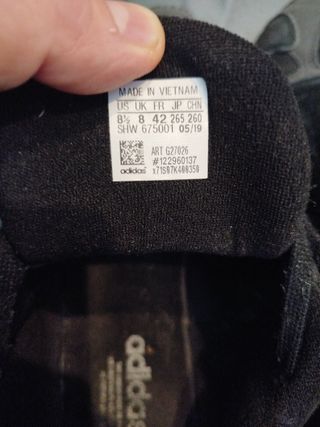 MADE IN VIETNAM
US UK FR JP CHN
8½ 8 42 265 260
SHW 675001 05/19
ART G27026
#122960137
adidas
adidas